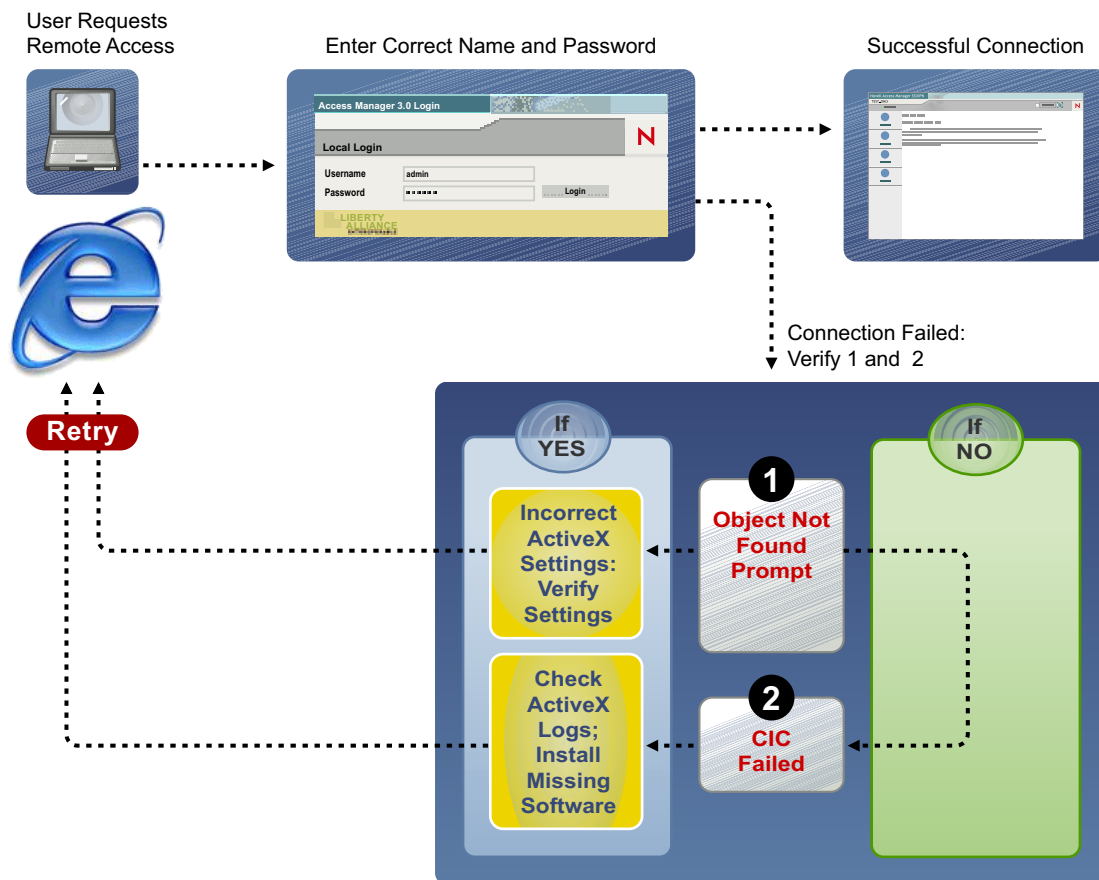 User Requests
Remote Access
Enter Correct Name and Password
Successful Connection
Access Manager 3.0 Login
N
Local Login
Username
admin
Password
Login
LIBERTY
ALLIANCE
TEST_TREE
N
Connection Failed:
Verify 1 and 2
Retry
If
YES
If
NO
1
Object Not
Found
Prompt
Incorrect
ActiveX
Settings:
Verify
Settings
2
CIC
Failed
Check
ActiveX
Logs;
Install
Missing
Software